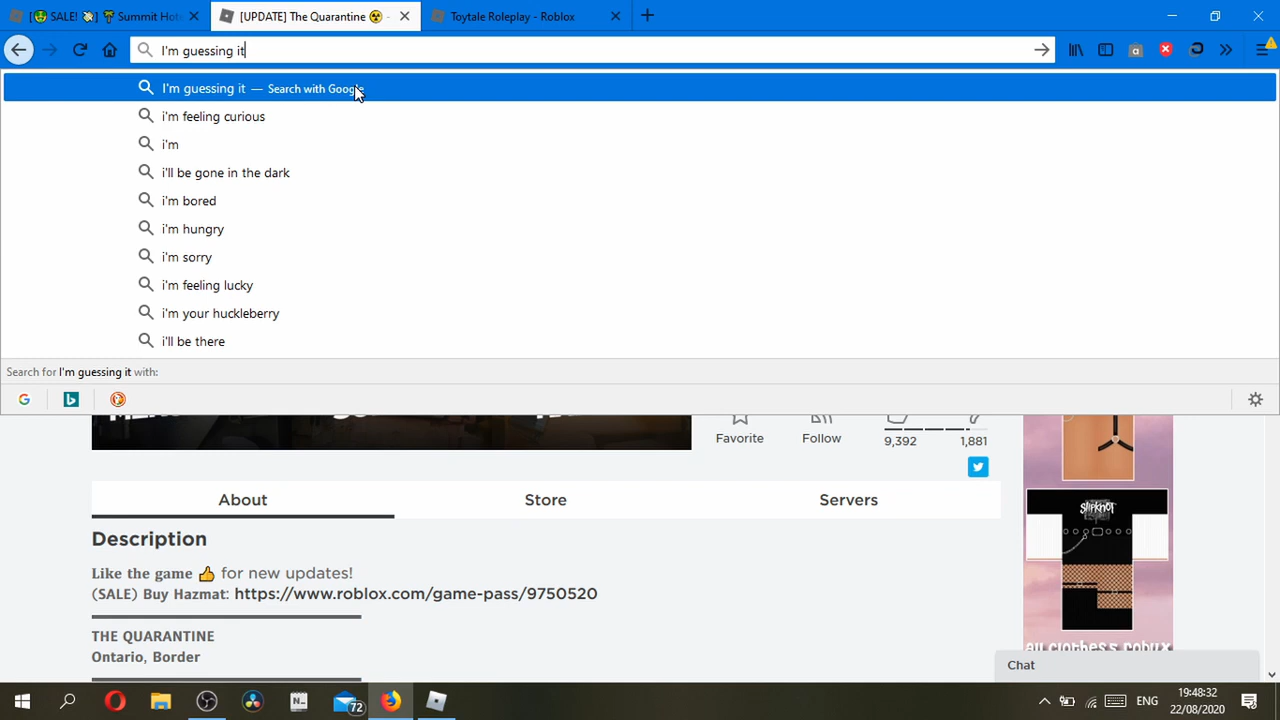 [🤑 SALE! 💸] 🌴 Summit Hot
[UPDATE] The Quarantine ☢ -
Toytale Roleplay - Roblox
I'm guessing it
I'm guessing it — Search with Google
i'm feeling curious
i'm
i'll be gone in the dark
i'm bored
i'm hungry
i'm sorry
i'm feeling lucky
i'm your huckleberry
i'll be there
Search for I'm guessing it with:
Favorite
Follow
9,392
1,881
About
Store
Servers
Description
Like the game 👍 for new updates!
(SALE) Buy Hazmat: https://www.roblox.com/game-pass/9750520
THE QUARANTINE
Ontario, Border
SLIPKNOT
all clothes 5 robux
Chat
72
ENG
19:48:32
22/08/2020